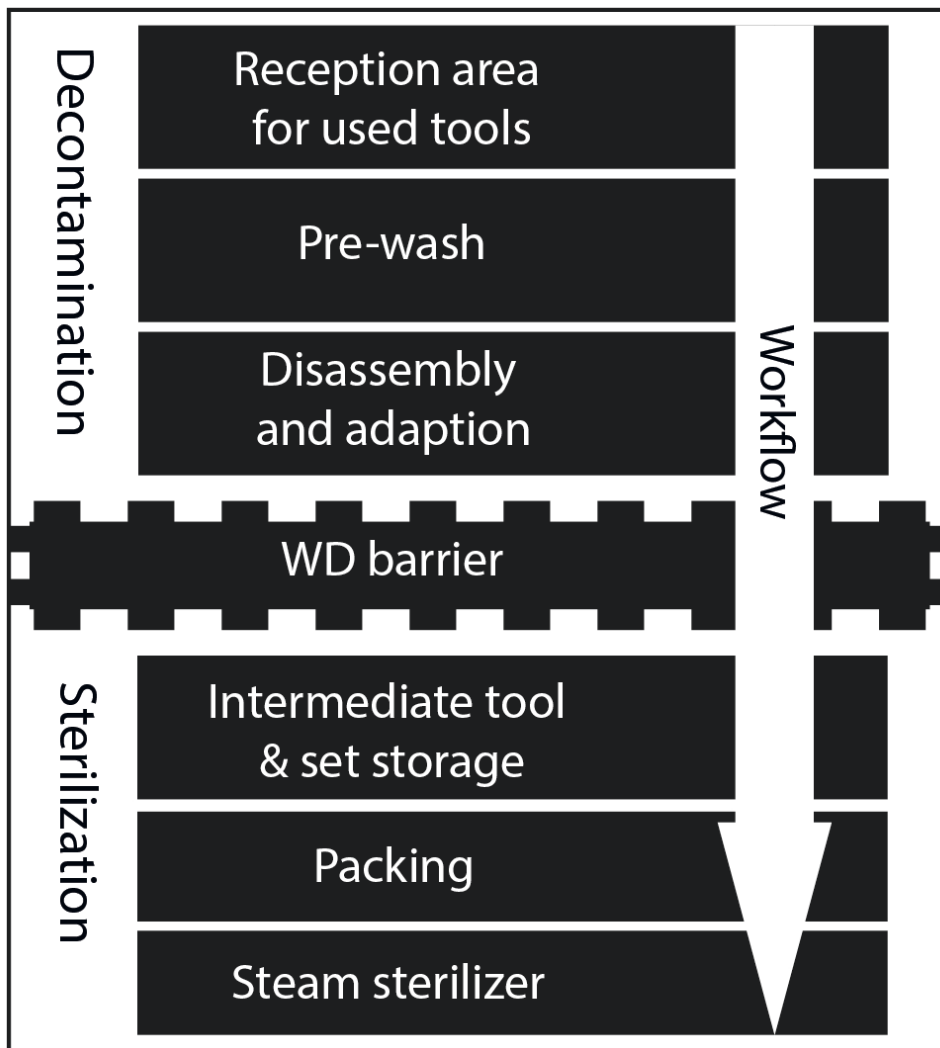 Decontamination
Reception area
for used tools
Pre-wash
Disassembly
and adaption
Workflow
WD barrier
Sterilization
Intermediate tool
& set storage
Packing
Steam sterilizer